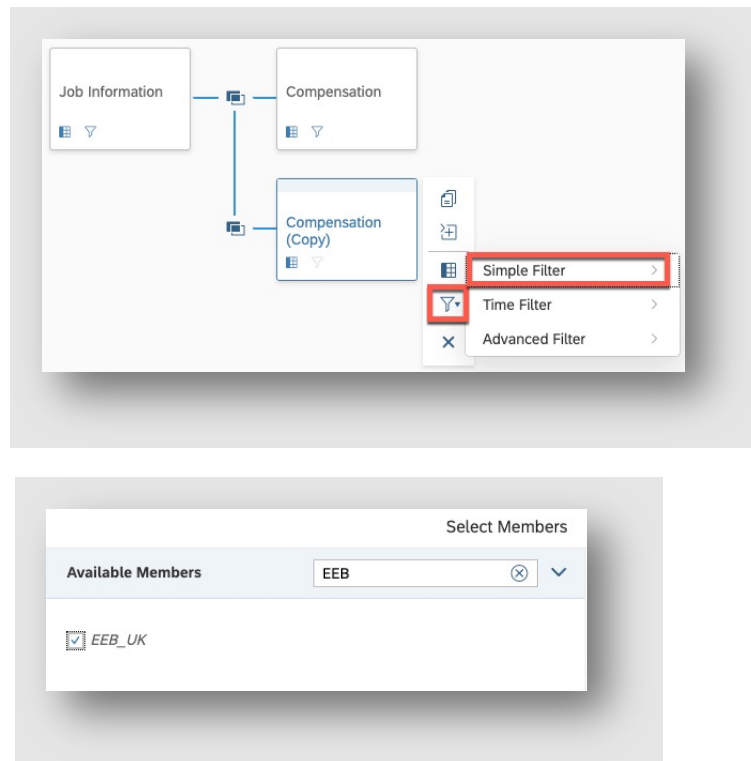 Job Information
Compensation
Compensation
(Copy)
Simple Filter
Time Filter
Advanced Filter
Select Members
Available Members
EEB
EEB_UK